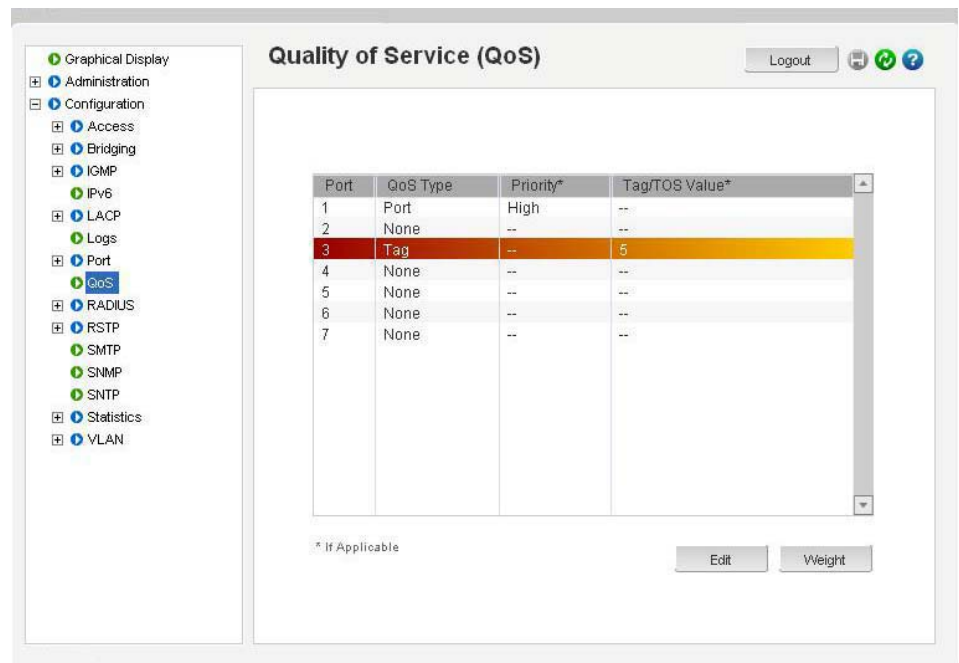 Graphical Display
Administration
Configuration
Access
Bridging
IGMP
IPv6
LACP
Logs
Port
QoS
RADIUS
RSTP
SMTP
SNMP
SNTP
Statistics
VLAN
Quality of Service (QoS)
Logout
Port QoS Type Priority* Tag/TOS Value*
1 Port High --
2 None -- --
3 Tag -- 5
4 None -- --
5 None -- --
6 None -- --
7 None -- --
* If Applicable
Edit Weight